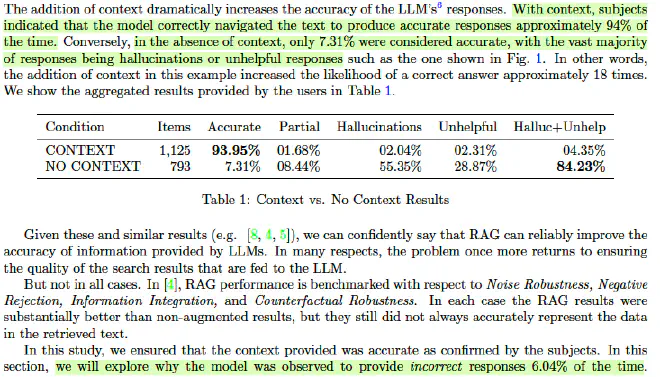 The addition of context dramatically increases the accuracy of the LLM's⁶ responses. With context, subjects
indicated that the model correctly navigated the text to produce accurate responses approximately 94% of
the time. Conversely, in the absence of context, only 7.31% were considered accurate, with the vast majority
of responses being hallucinations or unhelpful responses such as the one shown in Fig. 1. In other words,
the addition of context in this example increased the likelihood of a correct answer approximately 18 times.
We show the aggregated results provided by the users in Table 1.
Condition Items Accurate Partial Hallucinations Unhelpful Halluc+Unhelp
CONTEXT 1,125 93.95% 01.68% 02.04% 02.31% 04.35%
NO CONTEXT 793 7.31% 08.44% 55.35% 28.87% 84.23%
Table 1: Context vs. No Context Results
Given these and similar results (e.g. [8, 4, 5]), we can confidently say that RAG can reliably improve the
accuracy of information provided by LLMs. In many respects, the problem once more returns to ensuring
the quality of the search results that are fed to the LLM.
But not in all cases. In [4], RAG performance is benchmarked with respect to Noise Robustness, Negative
Rejection, Information Integration, and Counterfactual Robustness. In each case the RAG results were
substantially better than non-augmented results, but they still did not always accurately represent the data
in the retrieved text.
In this study, we ensured that the context provided was accurate as confirmed by the subjects. In this
section, we will explore why the model was observed to provide incorrect responses 6.04% of the time.